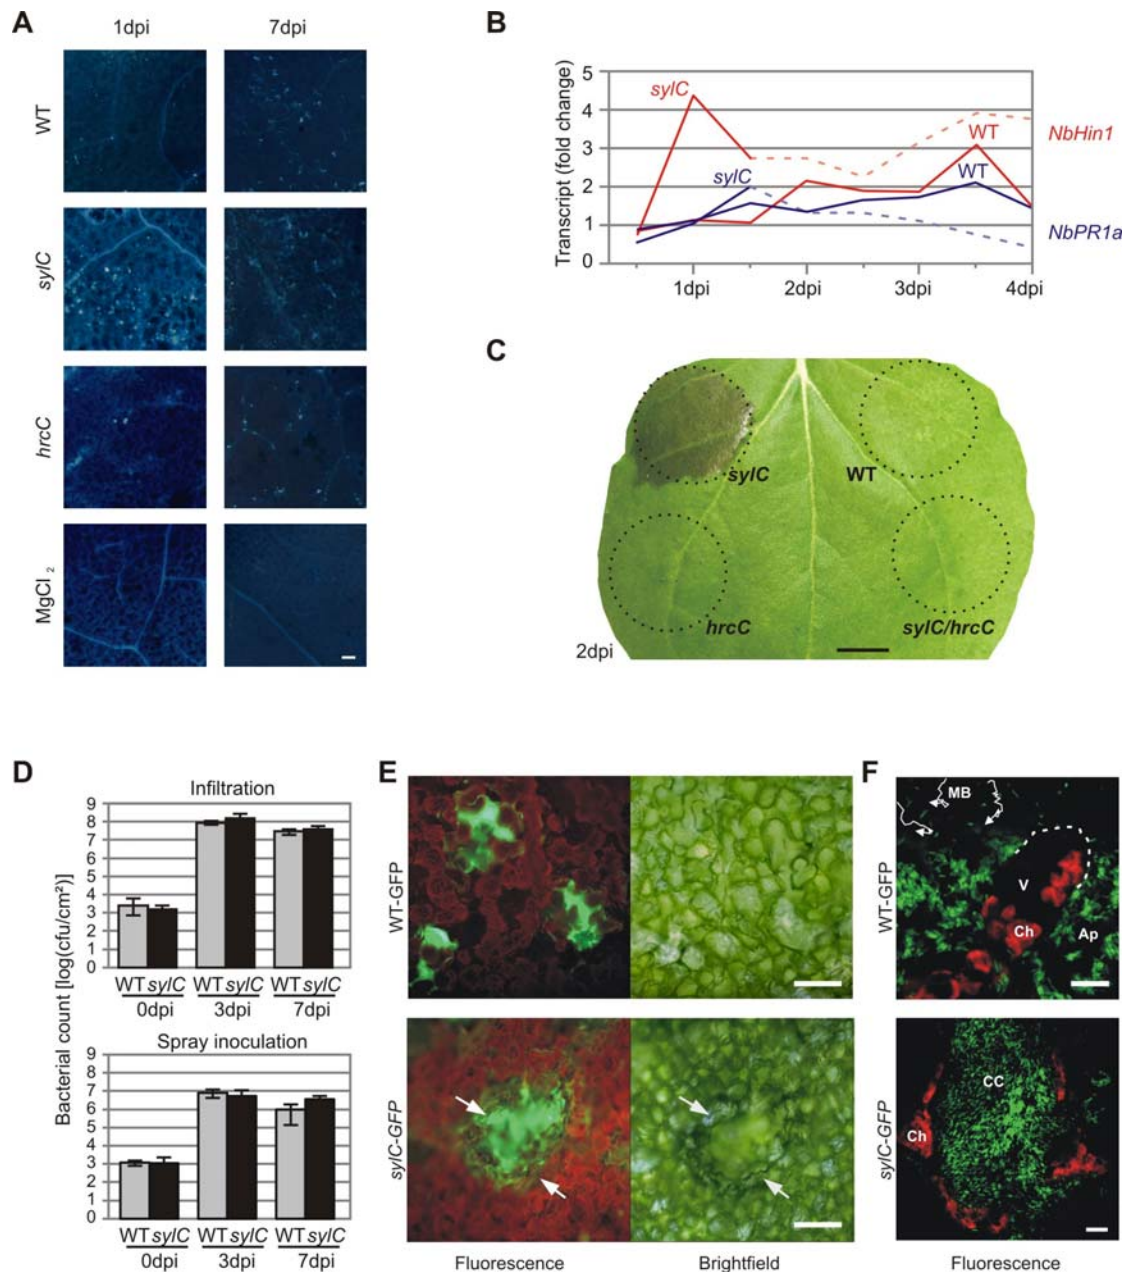 A
1dpi 7dpi
WT
sylC
hrcC
MgCl 2
B
Transcript (fold change)
5
4
3
2
1
0
sylC
WT
NbHin1
sylC
WT
NbPR1a
1dpi 2dpi 3dpi 4dpi
C
sylC WT
hrcC sylC/hrcC
2dpi
D
Infiltration
Bacterial count [log(cfu/cm²)]
9
8
7
6
5
4
3
2
1
0
WT sylC WT sylC WT sylC
0dpi 3dpi 7dpi
Spray inoculation
9
8
7
6
5
4
3
2
1
0
WT sylC WT sylC WT sylC
0dpi 3dpi 7dpi
E
WT-GFP
sylC-GFP
Fluorescence Brightfield
F
WT-GFP
MB
V
Ch
Ap
sylC-GFP
CC
Ch
Fluorescence